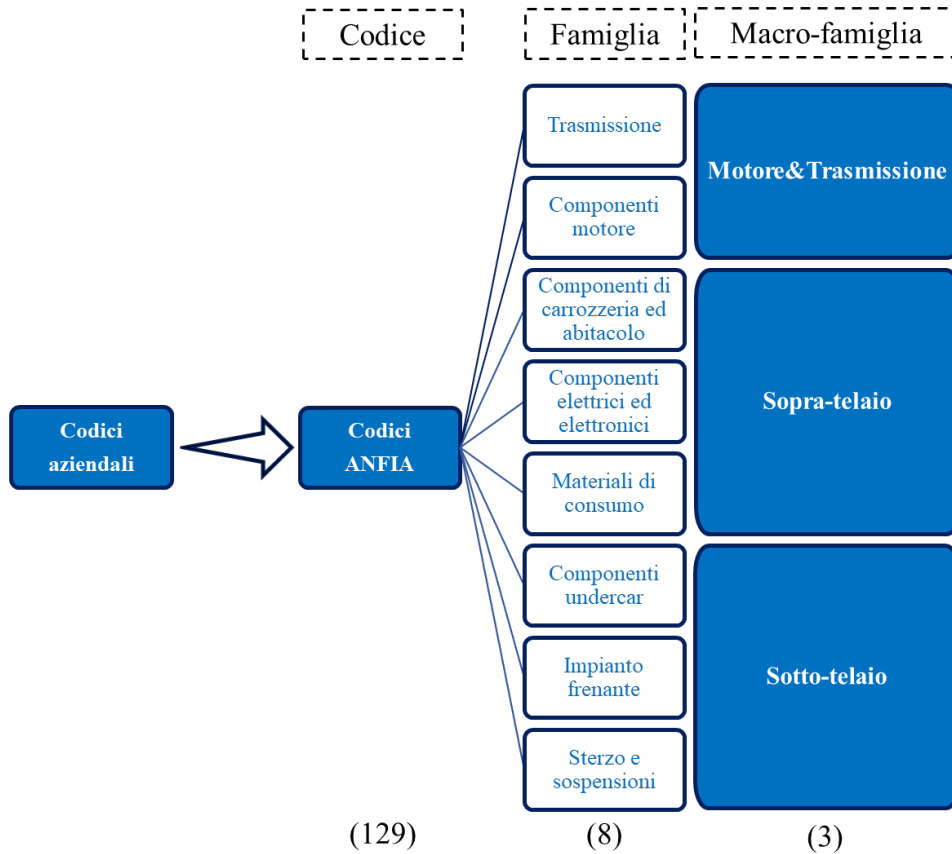 Codice
Famiglia
Macro-famiglia
Trasmissione
Componenti
motore
Motore&Trasmissione
Componenti di
carrozzeria ed
abitacolo
Componenti
elettrici ed
elettronici
Materiali di
consumo
Sopra-telaio
Codici
aziendali
Codici
ANFIA
Componenti
undercar
Impianto
frenante
Sterzo e
sospensioni
Sotto-telaio
(129)
(8)
(3)